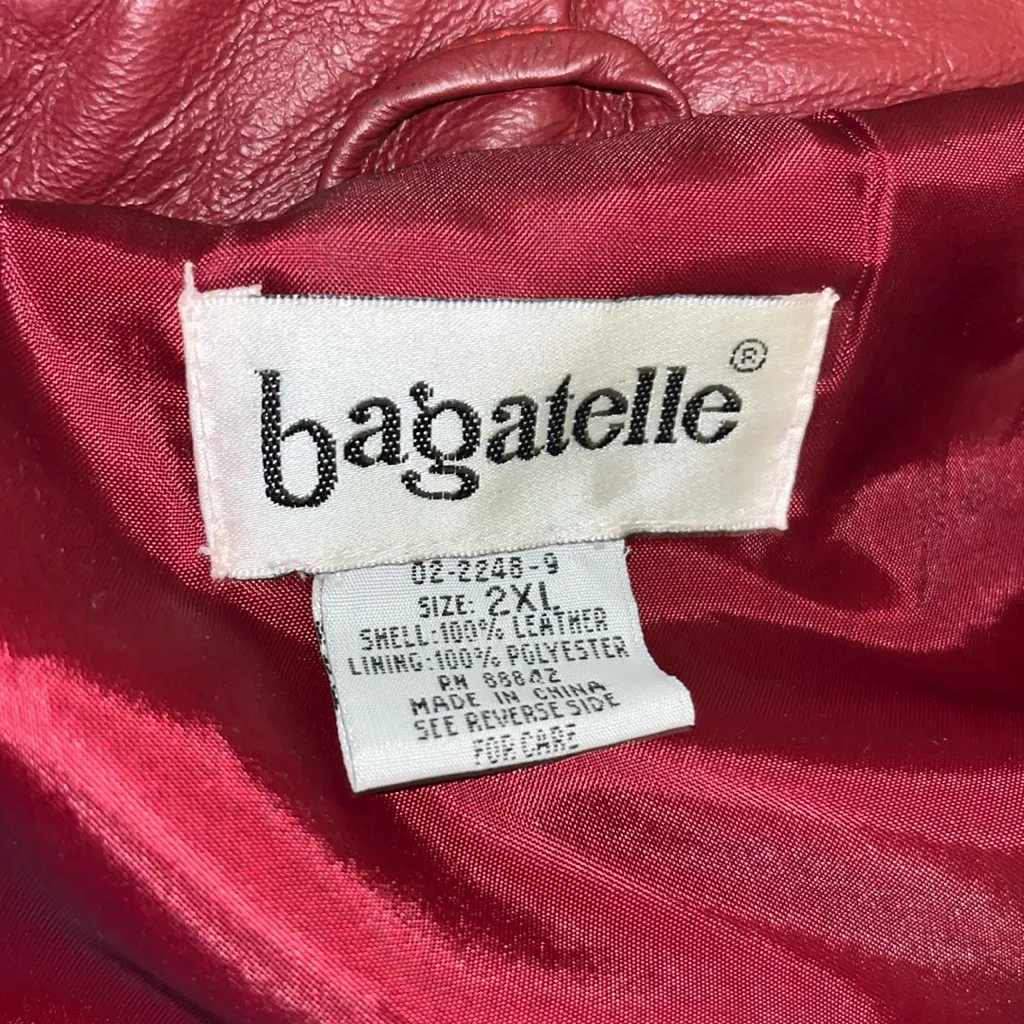 bagatelle ®
02-2248-9
SIZE: 2XL
SHELL:100% LEATHER
LINING:100% POLYESTER
RN 88842
MADE IN CHINA
SEE REVERSE SIDE
FOR CARE